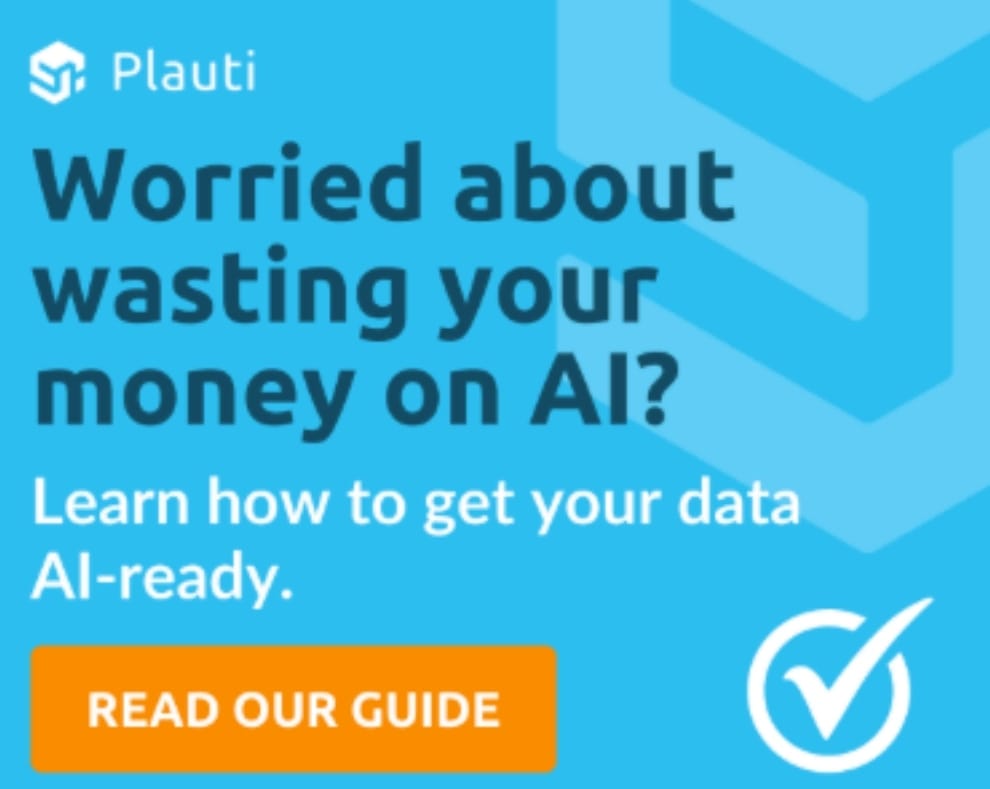 Plauti
Worried about
wasting your
money on AI?
Learn how to get your data
AI-ready.
READ OUR GUIDE